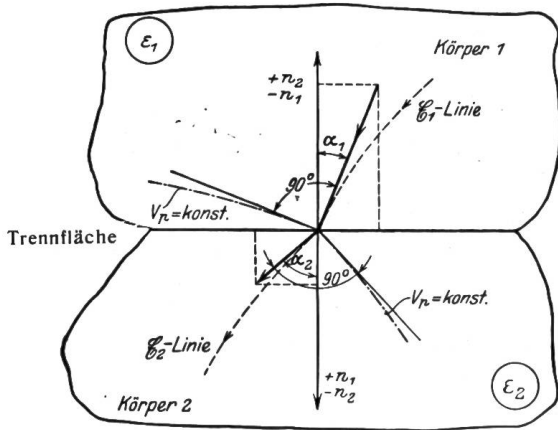 ε₁
Körper 1
+n₂
-n₁
𝔈₁-Linie
α₁
90°
Vₚ=konst.
Trennfläche
α₂
90°
Vₚ=konst.
𝔈₂-Linie
+n₁
-n₂
ε₂
Körper 2